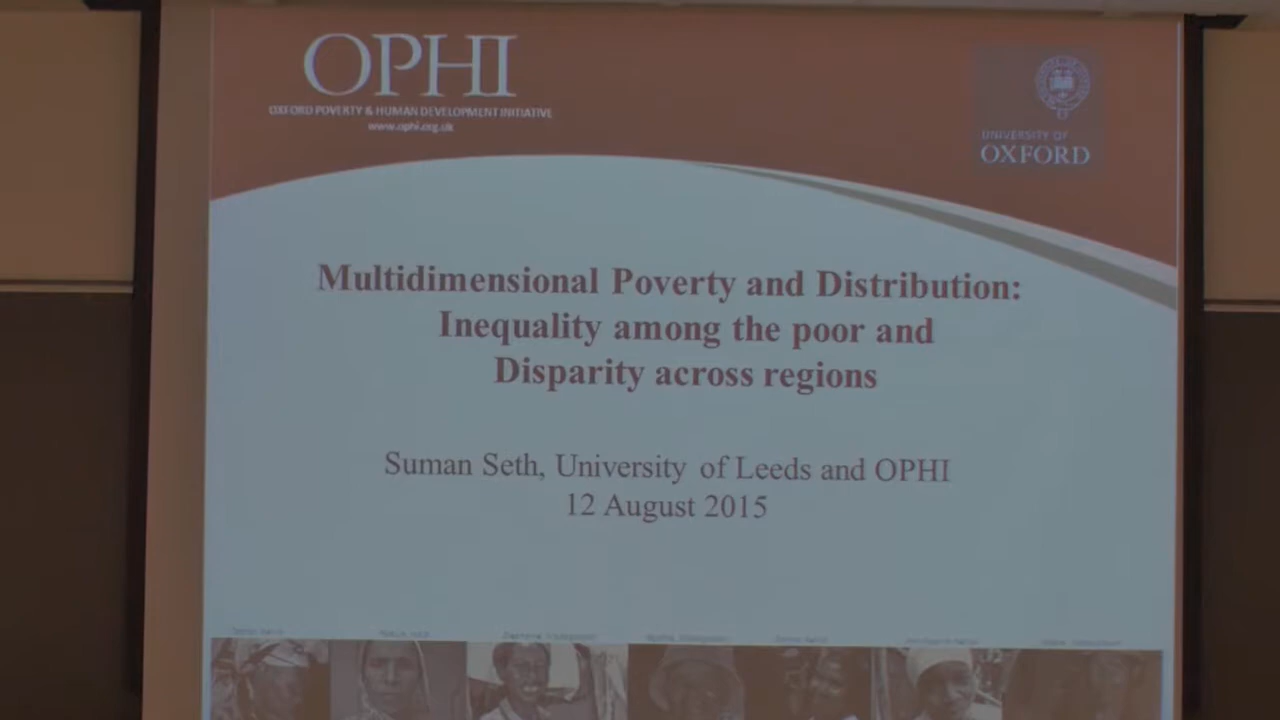 OPHI
OXFORD POVERTY & HUMAN DEVELOPMENT INITIATIVE
www.ophi.org.uk
UNIVERSITY OF
OXFORD
Multidimensional Poverty and Distribution:
Inequality among the poor and
Disparity across regions
Suman Seth, University of Leeds and OPHI
12 August 2015